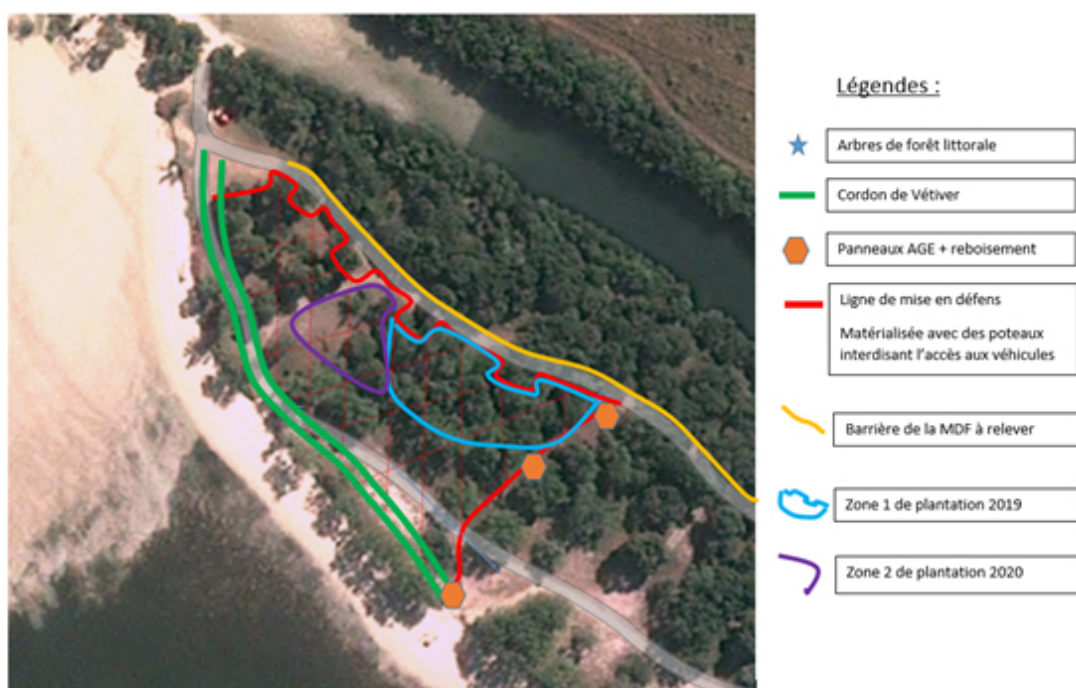 Légendes :
Arbres de forêt littorale
Cordon de Vétiver
Panneaux AGE + reboisement
Ligne de mise en défens
Matérialisée avec des poteaux
interdisant l'accès aux véhicules
Barrière de la MDF à relever
Zone 1 de plantation 2019
Zone 2 de plantation 2020